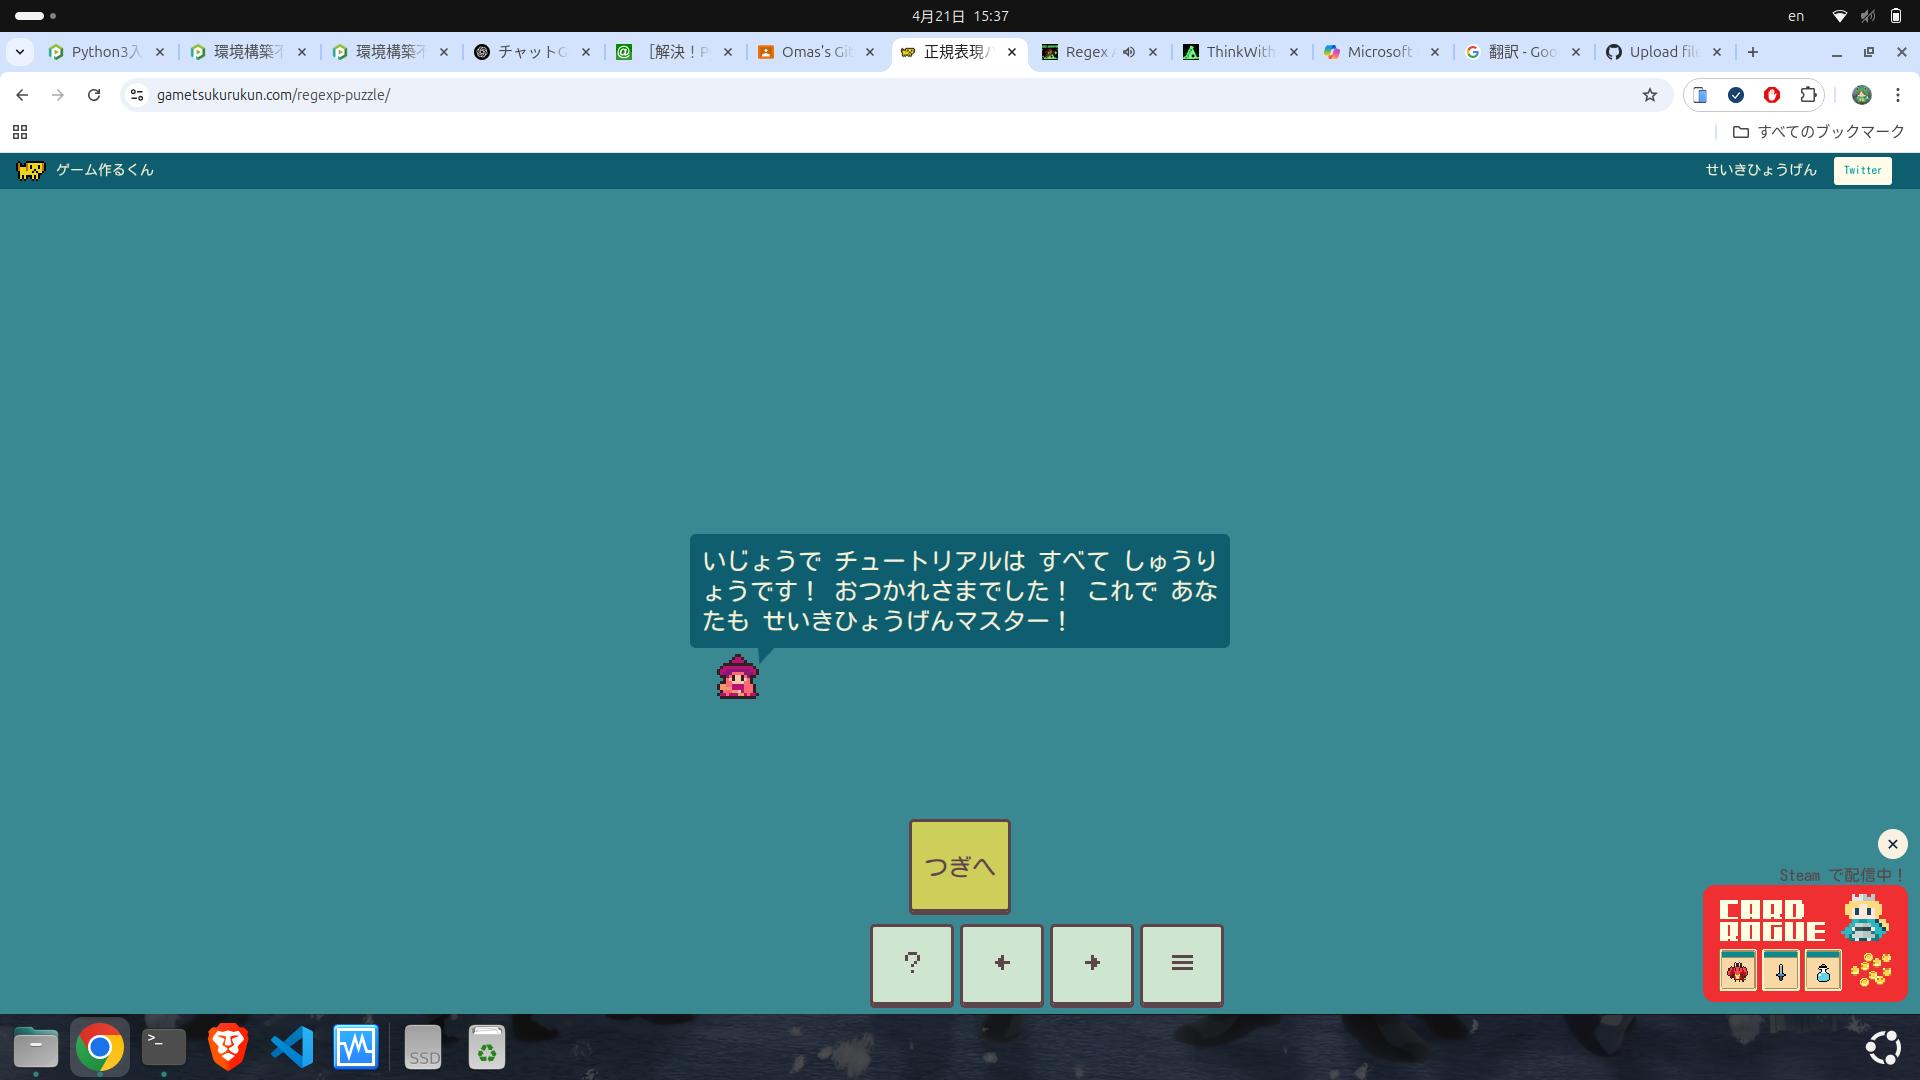 4月21日 15:37
en
Python3入
環境構築不
環境構築不
チャットG
［解決！P
Omas's Git
正規表現パ
Regex A
ThinkWith
Microsoft
翻訳 - Goo
Upload file
gametsukurukun.com/regexp-puzzle/
すべてのブックマーク
ゲーム作るくん
せいきひょうげん
Twitter
いじょうで チュートリアルは すべて しゅうり
ょうです！ おつかれさまでした！ これで あな
たも せいきひょうげんマスター！
つぎへ
?
Steam で配信中！
CARD
ROGUE
>_
SSD